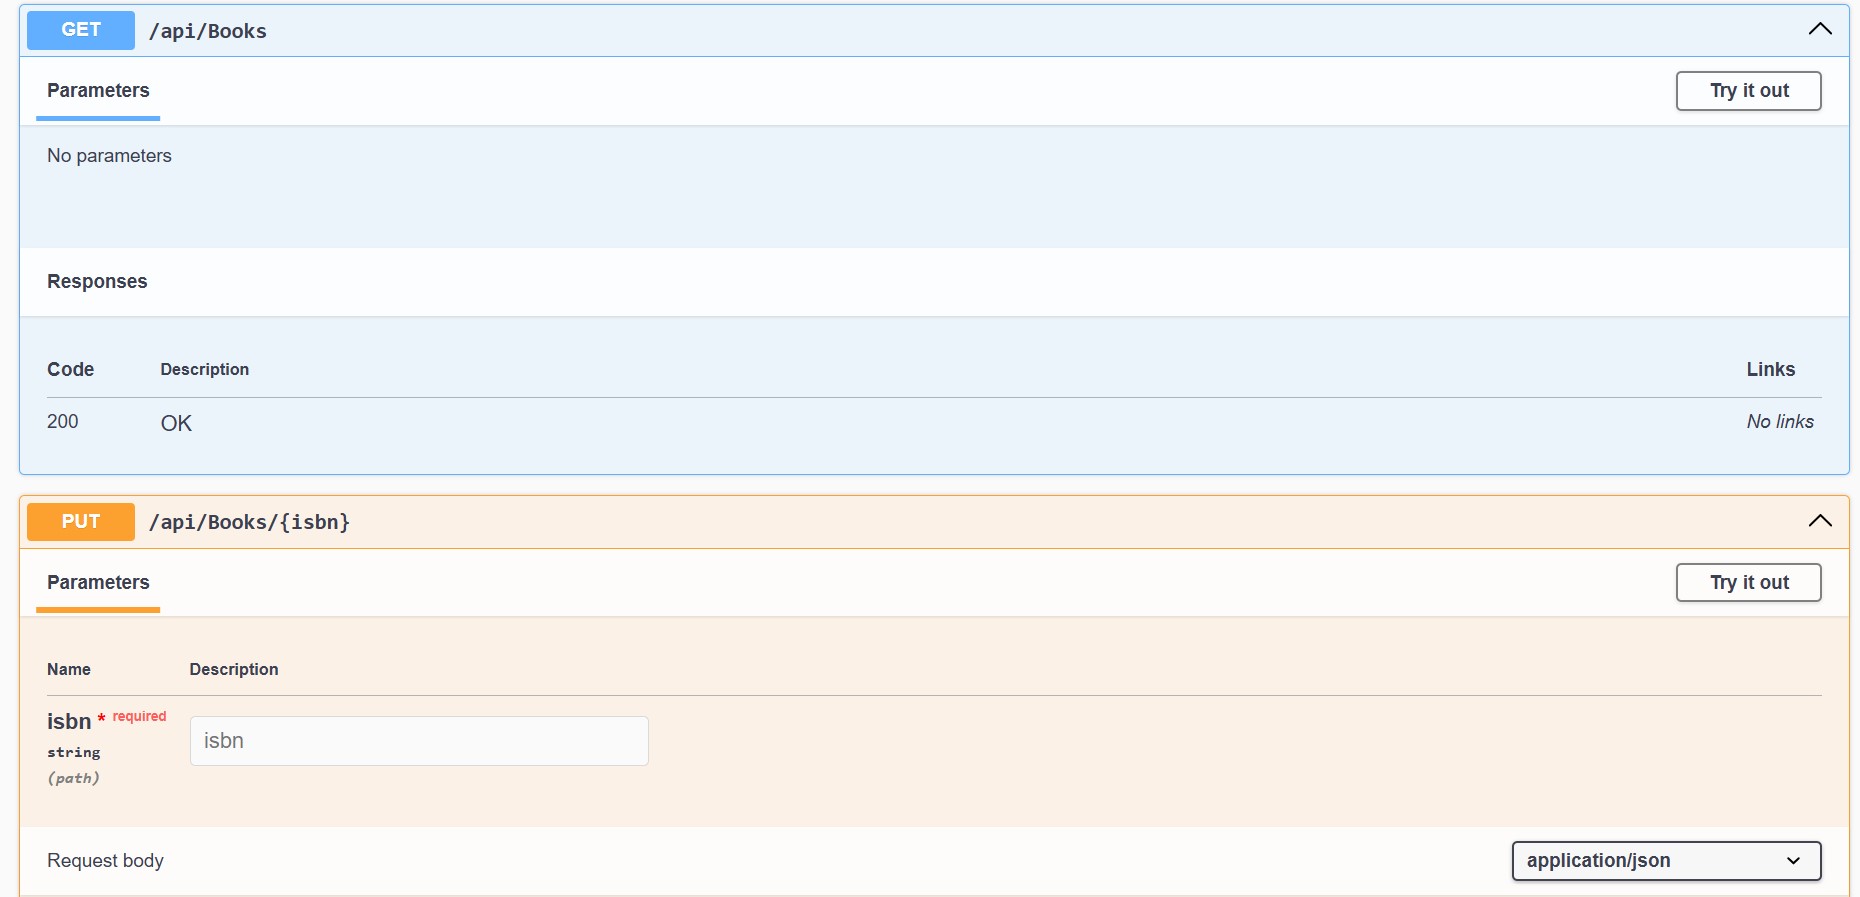 GET /api/Books
Parameters Try it out
No parameters
Responses
Code Description Links
200 OK No links
PUT /api/Books/{isbn}
Parameters Try it out
Name Description
isbn * required
string
(path)
isbn
Request body application/json